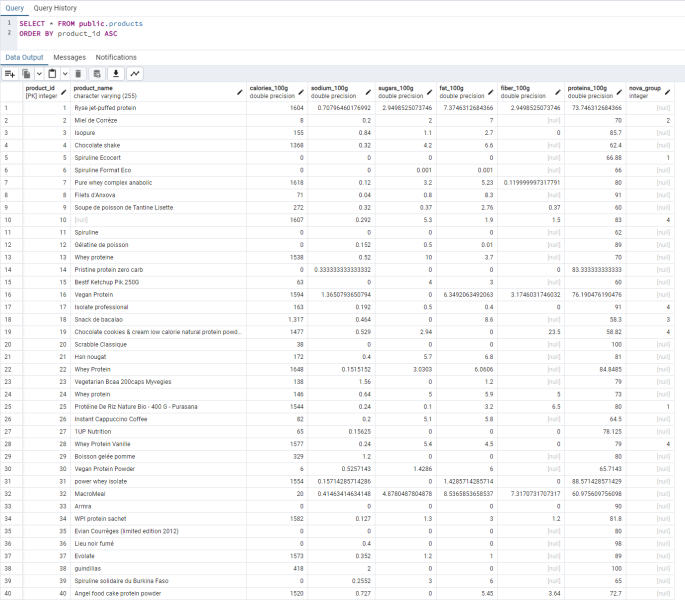 Query Query History
1 SELECT * FROM public.products
2 ORDER BY product_id ASC
Data Output Messages Notifications
product_id [PK] integer product_name character varying (255) calories_100g double precision sodium_100g double precision sugars_100g double precision fat_100g double precision fiber_100g double precision proteins_100g double precision nova_group integer
1 1 Ryse jet-puffed protein 1604 0.70796460176992 2.9498525073746 7.3746312684366 2.9498525073746 73.746312684366 [null]
2 2 Miel de Corrèze 8 0.2 2 7 [null] 70 2
3 3 Isopure 155 0.84 1.1 2.7 0 85.7 [null]
4 4 Chocolate shake 1368 0.32 4.2 6.6 [null] 62.4 [null]
5 5 Spiruline Ecocert 0 0 0 0 [null] 66.88 1
6 6 Spiruline Format Eco 0 0 0.001 0.001 [null] 66 [null]
7 7 Pure whey complex anabolic 1618 0.12 3.2 5.23 0.119999997317791 80 [null]
8 8 Filets d'Anxova 71 0.04 0.8 8.3 [null] 91 [null]
9 9 Soupe de poisson de Tantine Lisette 272 0.32 0.37 2.76 0.37 60 [null]
10 10 [null] 1607 0.292 5.3 1.9 1.5 83 4
11 11 Spiruline 0 0 0 0 [null] 62 [null]
12 12 Gélatine de poisson 0 0.152 0.5 0.01 [null] 89 [null]
13 13 Whey proteine 1538 0.52 10 3.7 [null] 70 [null]
14 14 Pristine protein zero carb 0 0.333333333333332 0 0 0 83.333333333333 [null]
15 15 Bestf Ketchup Pik 250G 63 0 4 3 [null] 60 [null]
16 16 Vegan Protein 1594 1.3650793650794 0 6.3492063492063 3.1746031746032 76.190476190476 [null]
17 17 Isolate professional 163 0.192 0.5 0.4 0 91 4
18 18 Snack de bacalao 1.317 0.464 0 8.6 [null] 58.3 3
19 19 Chocolate cookies & cream low calorie natural protein powd... 1477 0.529 2.94 0 23.5 58.82 4
20 20 Scrabble Classique 38 0 0 0 [null] 100 [null]
21 21 Hsn nougat 172 0.4 5.7 6.8 [null] 81 [null]
22 22 Whey Protein 1648 0.1515152 3.0303 6.0606 [null] 84.8485 [null]
23 23 Vegetarian Bcaa 200caps Myvegies 138 1.56 0 1.2 [null] 79 [null]
24 24 Whey protein 146 0.64 5 5.9 5 73 [null]
25 25 Protéine De Riz Nature Bio - 400 G - Purasana 1544 0.24 0.1 3.2 6.5 80 1
26 26 Instant Cappuccino Coffee 82 0.2 5.1 5.8 [null] 64.5 [null]
27 27 1UP Nutrition 65 0.15625 0 0 0 78.125 [null]
28 28 Whey Protein Vanille 1577 0.24 5.4 4.5 0 79 4
29 29 Boisson gelée pomme 329 1.2 0 0 [null] 80 [null]
30 30 Vegan Protein Powder 6 0.5257143 1.4286 6 [null] 65.7143 [null]
31 31 power whey isolate 1554 0.15714285714286 0 1.4285714285714 0 88.571428571429 [null]
32 32 MacroMeal 20 0.41463414634148 4.8780487804878 8.5365853658537 7.3170731707317 60.975609756098 [null]
33 33 Armra 0 0 0 0 0 90 [null]
34 34 WPI protein sachet 1582 0.127 1.3 3 1.2 81.8 [null]
35 35 Evian Courrèges (limited edition 2012) 0 0 0 0 [null] 80 [null]
36 36 Lieu noir fumé 0 0.4 0 0 [null] 98 [null]
37 37 Evolate 1573 0.352 1.2 1 [null] 89 [null]
38 38 guindillas 418 2 0 0 [null] 100 [null]
39 39 Spiruline solidaire du Burkina Faso 0 0.2552 3 6 [null] 65 [null]
40 40 Angel food cake protein powder 1520 0.727 0 5.45 3.64 72.7 [null]